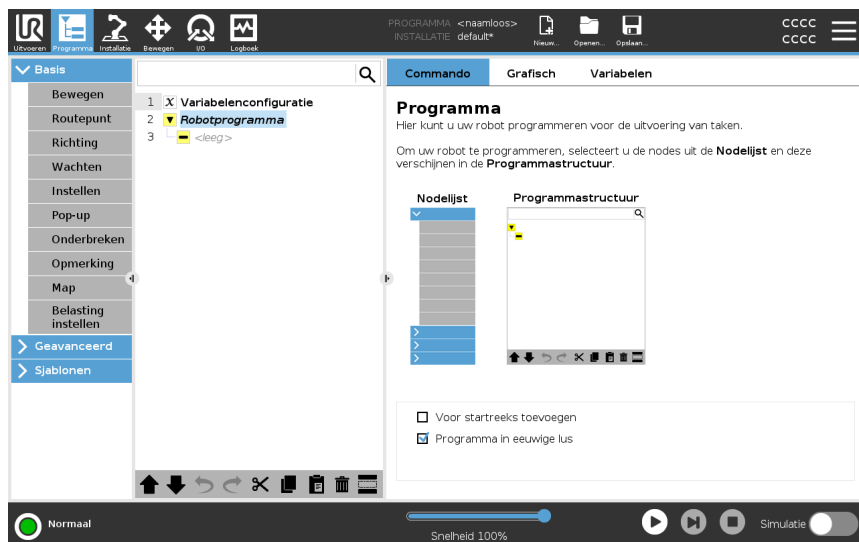 PROGRAMMA <naamloos>
INSTALLATIE default*
Uitvoeren Programma Installatie Bewegen I/O Logboek
Nieuw... Openen... Opslaan...
CCCC
CCCC
Basis
Bewegen
Routepunt
Richting
Wachten
Instellen
Pop-up
Onderbreken
Opmerking
Map
Belasting
instellen
Geavanceerd
Sjablonen
1 X Variabelenconfiguratie
2 Robotprogramma
3 <leeg>
Commando Grafisch Variabelen
Programma
Hier kunt u uw robot programmeren voor de uitvoering van taken.
Om uw robot te programmeren, selecteert u de nodes uit de Nodelijst en deze
verschijnen in de Programmastructuur.
Nodelijst Programmastructuur
Voor startreeks toevoegen
Programma in eeuwige lus
Normaal
Snelheid 100%
Simulatie